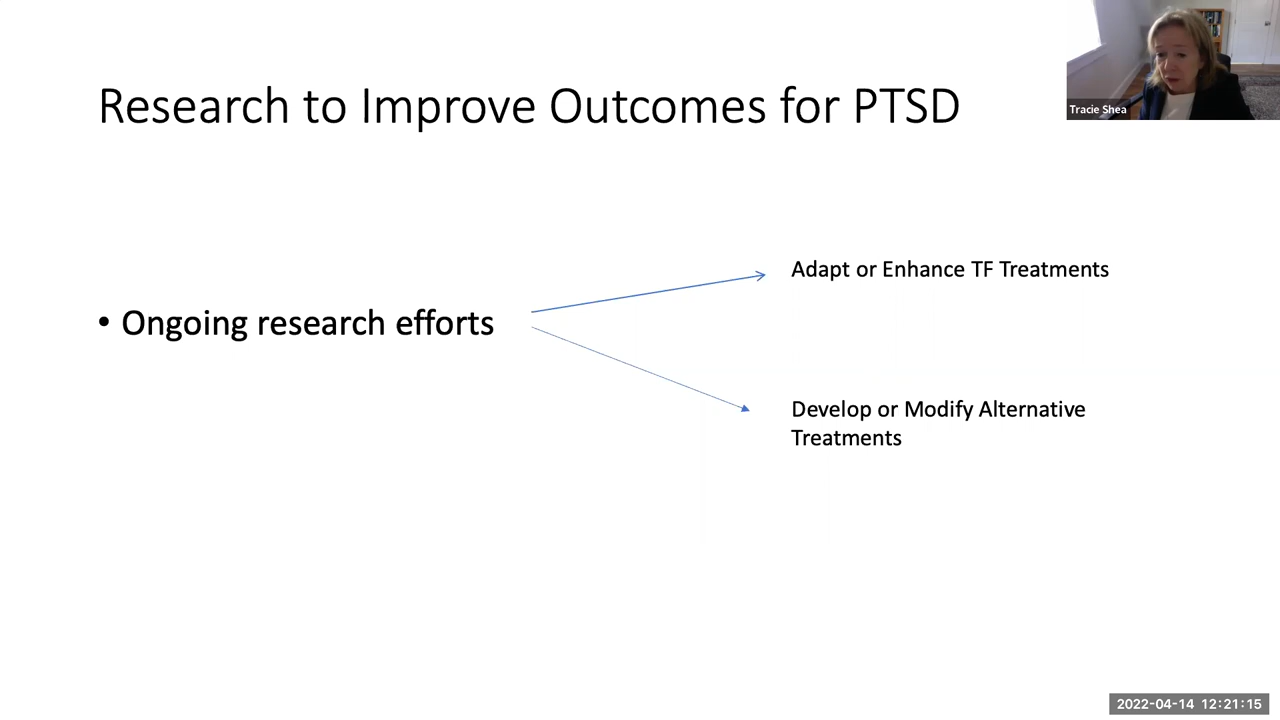 Research to Improve Outcomes for PTSD
Tracie Shea
Adapt or Enhance TF Treatments
• Ongoing research efforts
Develop or Modify Alternative
Treatments
2022-04-14 12:21:15